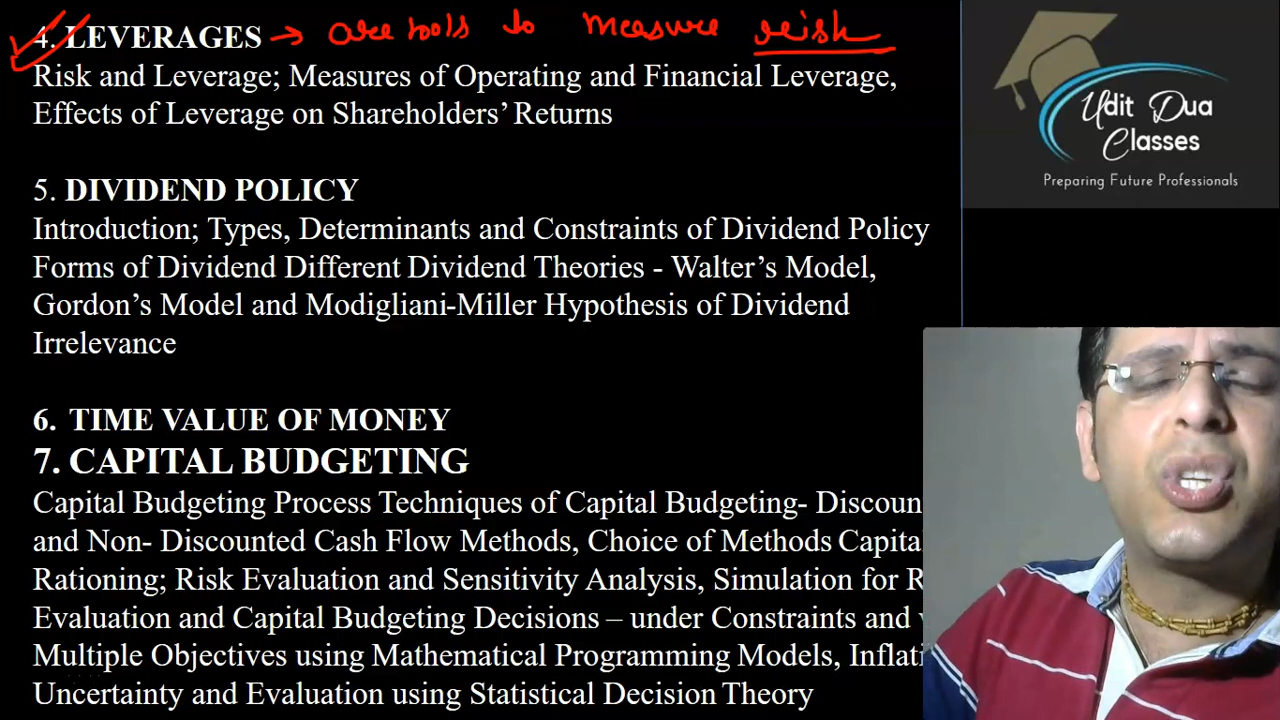 4. LEVERAGES → are tools to measure risk
Risk and Leverage; Measures of Operating and Financial Leverage,
Effects of Leverage on Shareholders' Returns
5. DIVIDEND POLICY
Introduction; Types, Determinants and Constraints of Dividend Policy
Forms of Dividend Different Dividend Theories - Walter's Model,
Gordon's Model and Modigliani-Miller Hypothesis of Dividend
Irrelevance
6. TIME VALUE OF MONEY
7. CAPITAL BUDGETING
Capital Budgeting Process Techniques of Capital Budgeting- Discoun
and Non- Discounted Cash Flow Methods, Choice of Methods Capita
Rationing; Risk Evaluation and Sensitivity Analysis, Simulation for R
Evaluation and Capital Budgeting Decisions – under Constraints and
Multiple Objectives using Mathematical Programming Models, Inflati
Uncertainty and Evaluation using Statistical Decision Theory
Udit Dua
Classes
Preparing Future Professionals